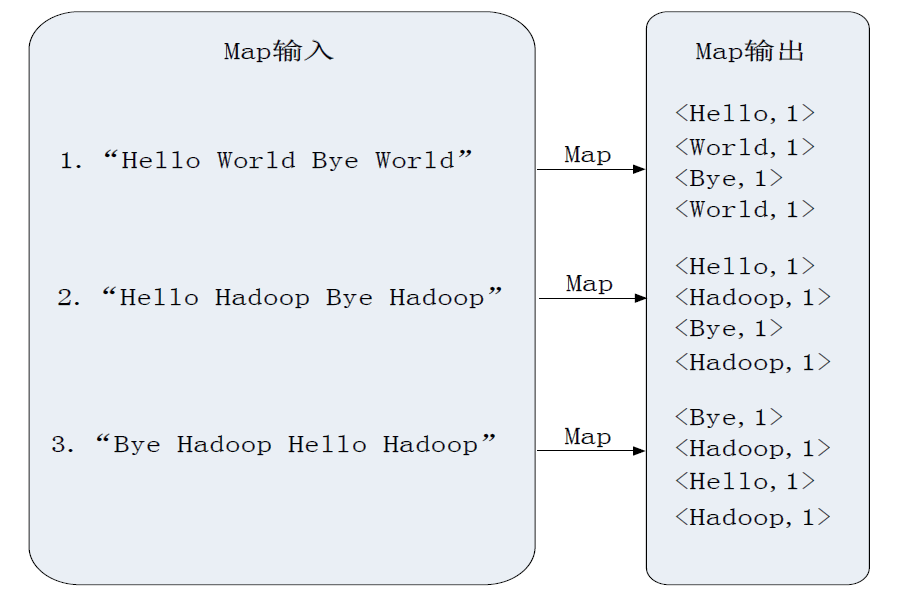 Map输入
Map输出
1. “Hello World Bye World”
Map
<Hello,1>
<World,1>
<Bye,1>
<World,1>
2. “Hello Hadoop Bye Hadoop”
Map
<Hello,1>
<Hadoop,1>
<Bye,1>
<Hadoop,1>
3. “Bye Hadoop Hello Hadoop”
Map
<Bye,1>
<Hadoop,1>
<Hello,1>
<Hadoop,1>